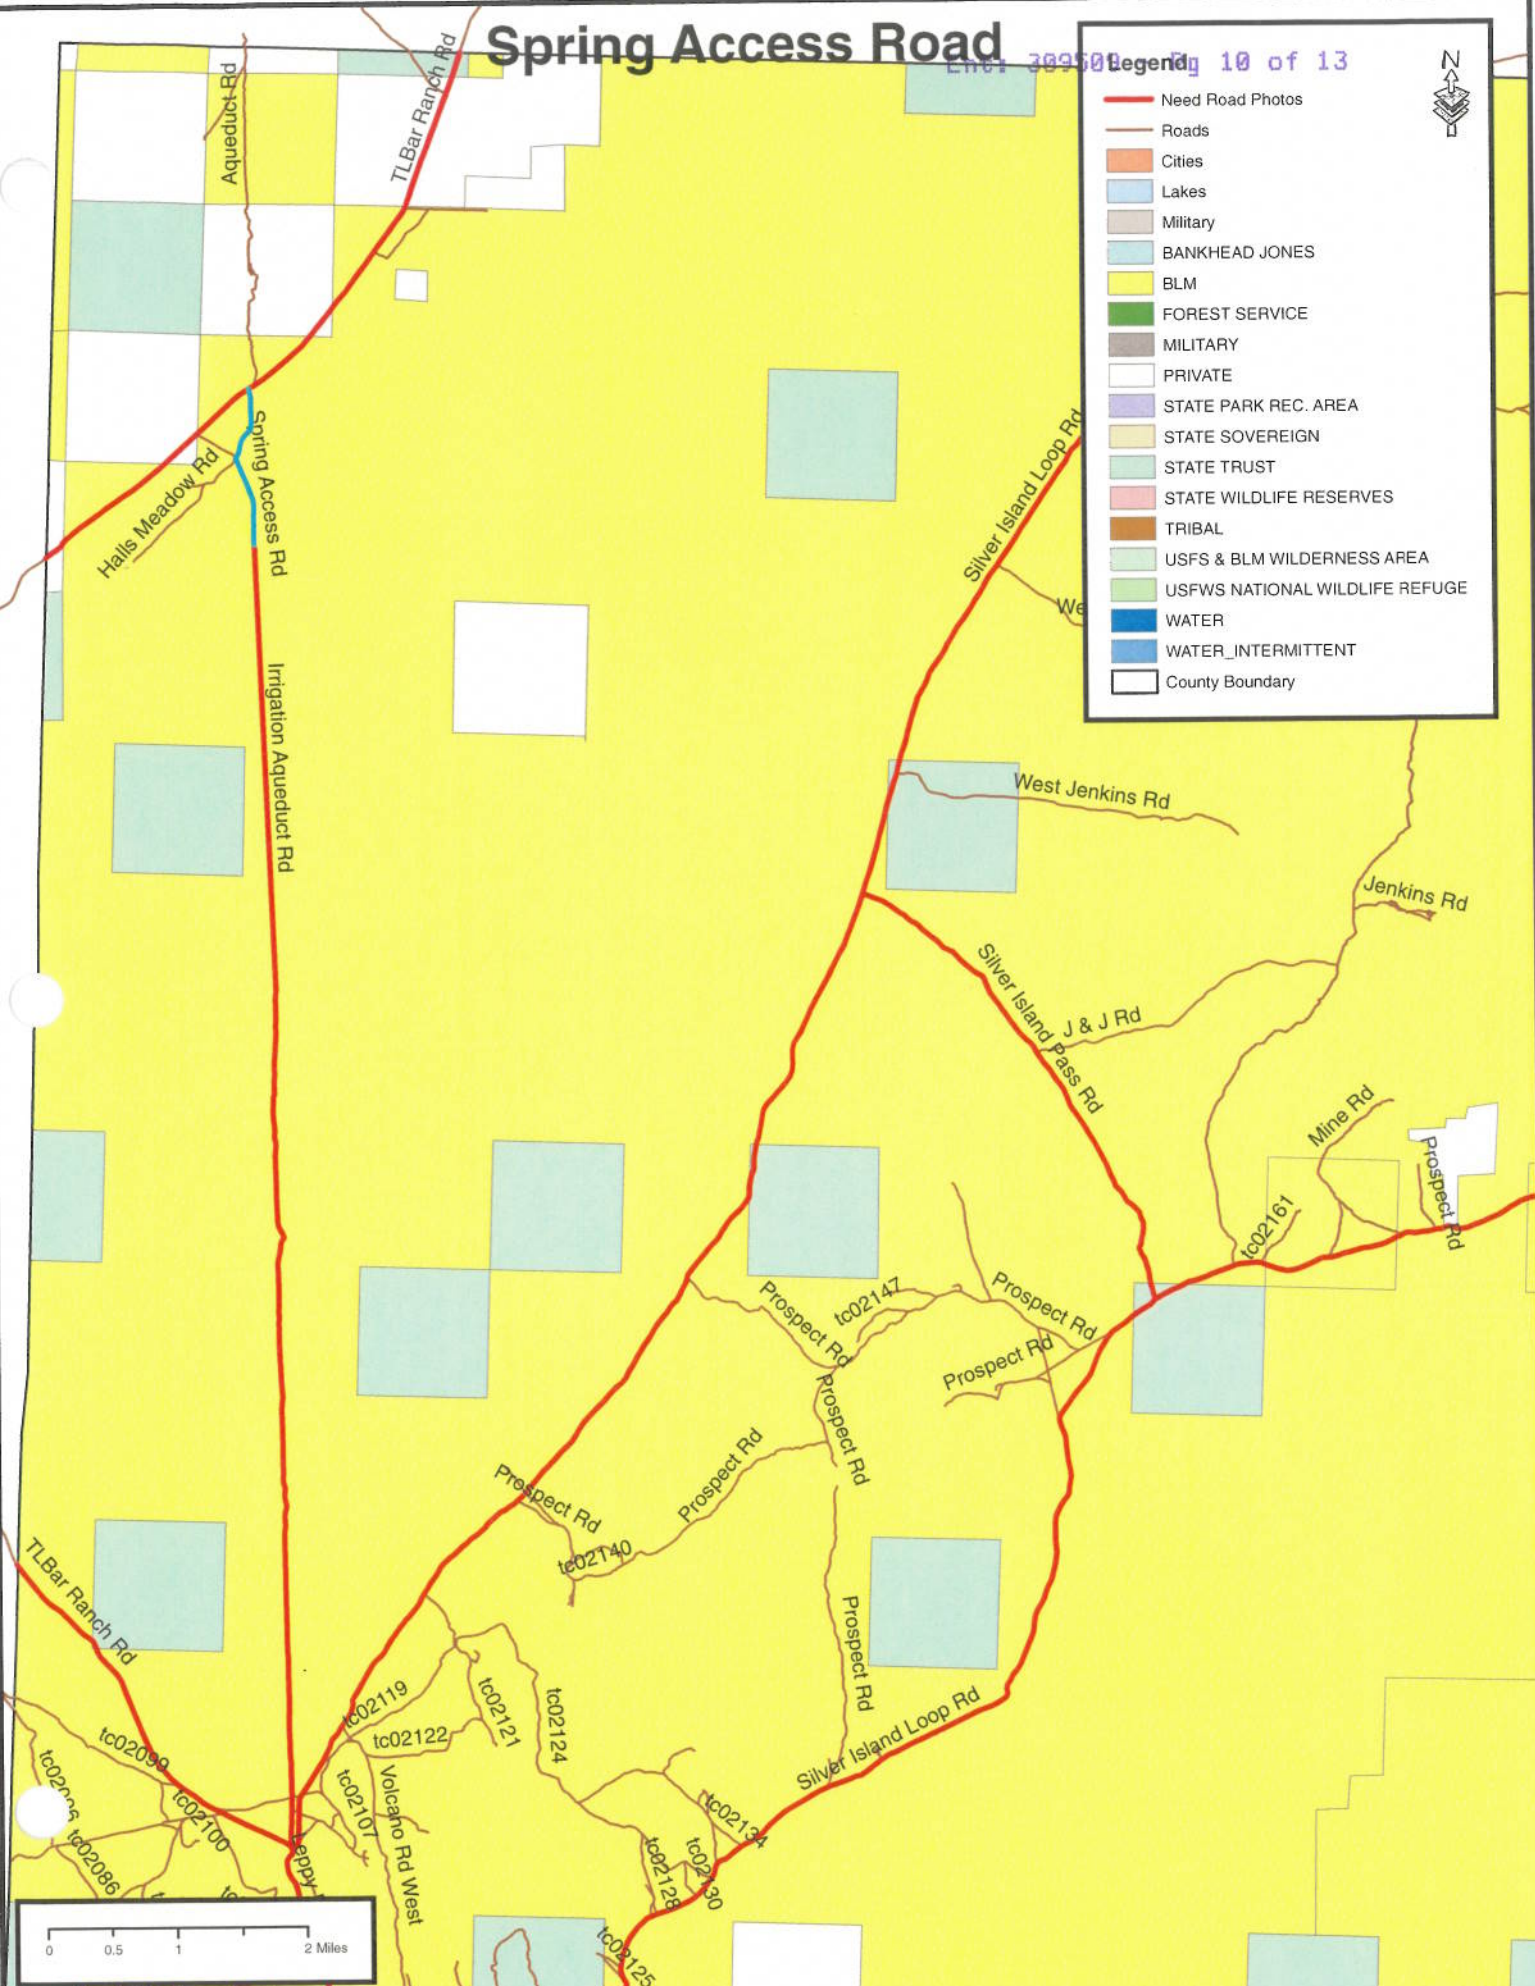 Spring Access Road
Ent: 309509 Pg 10 of 13
Legend
N
Need Road Photos
Roads
Cities
Lakes
Military
BANKHEAD JONES
BLM
FOREST SERVICE
MILITARY
PRIVATE
STATE PARK REC. AREA
STATE SOVEREIGN
STATE TRUST
STATE WILDLIFE RESERVES
TRIBAL
USFS & BLM WILDERNESS AREA
USFWS NATIONAL WILDLIFE REFUGE
WATER
WATER_INTERMITTENT
County Boundary
Aqueduct Rd
TLBar Ranch Rd
Spring Access Rd
Halls Meadow Rd
Silver Island Loop Rd
We
Irrigation Aqueduct Rd
West Jenkins Rd
Jenkins Rd
Silver Island Pass Rd
J & J Rd
Mine Rd
Prospect Rd
tc02161
Prospect Rd
tc02147
Prospect Rd
Prospect Rd
Prospect Rd
Prospect Rd
Prospect Rd
tc02140
TLBar Ranch Rd
Prospect Rd
tc02119
tc02121
tc02124
tc02122
Silver Island Loop Rd
tc02099
tc02100
tc02107
Volcano Rd West
tc02134
tc02086
Leppy
tc02128
tc02130
tc02125
0 0.5 1 2 Miles